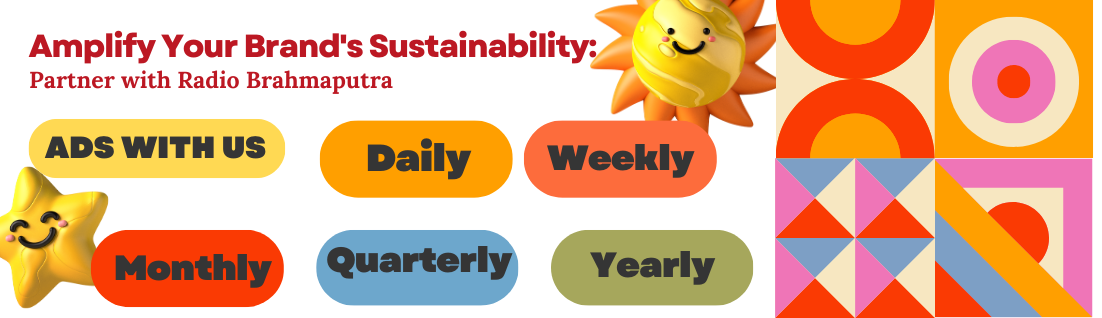 Amplify Your Brand's Sustainability:
Partner with Radio Brahmaputra
ADS WITH US
Daily
Weekly
Monthly
Quarterly
Yearly